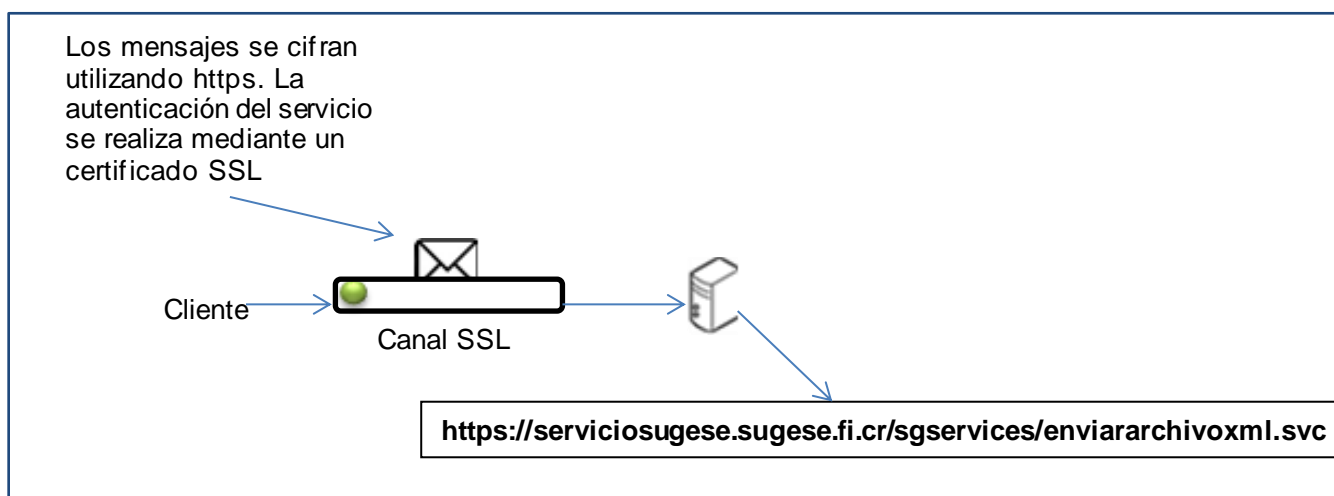 Los mensajes se cifran
utilizando https. La
autenticación del servicio
se realiza mediante un
certificado SSL
Cliente
Canal SSL
https://serviciosugese.sugese.fi.cr/sgservices/enviararchivoxml.svc